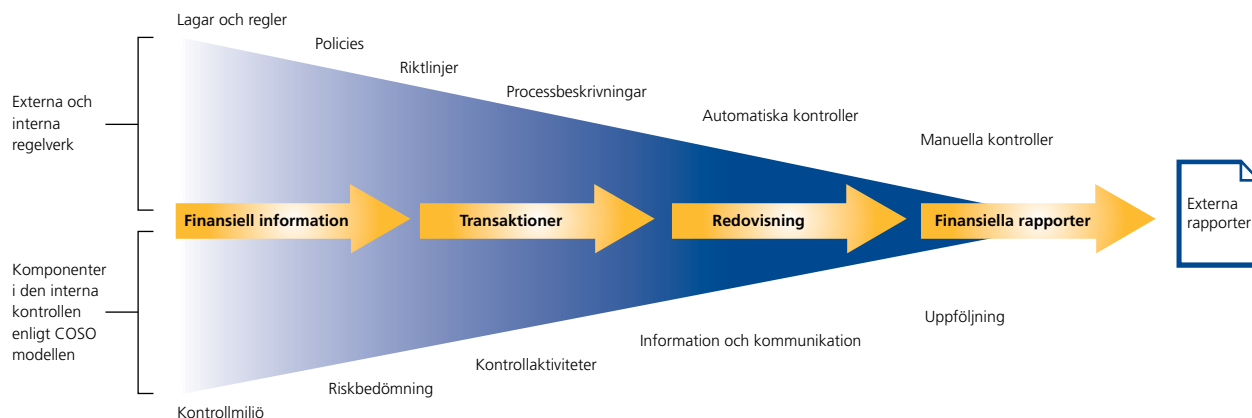 Lagar och regler
Policies
Riktlinjer
Processbeskrivningar
Automatiska kontroller
Manuella kontroller
Externa och
interna
regelverk
Finansiell information
Transaktioner
Redovisning
Finansiella rapporter
Externa
rapporter
Komponenter
i den interna
kontrollen
enligt COSO
modellen
Uppföljning
Information och kommunikation
Kontrollaktiviteter
Riskbedömning
Kontrollmiljö